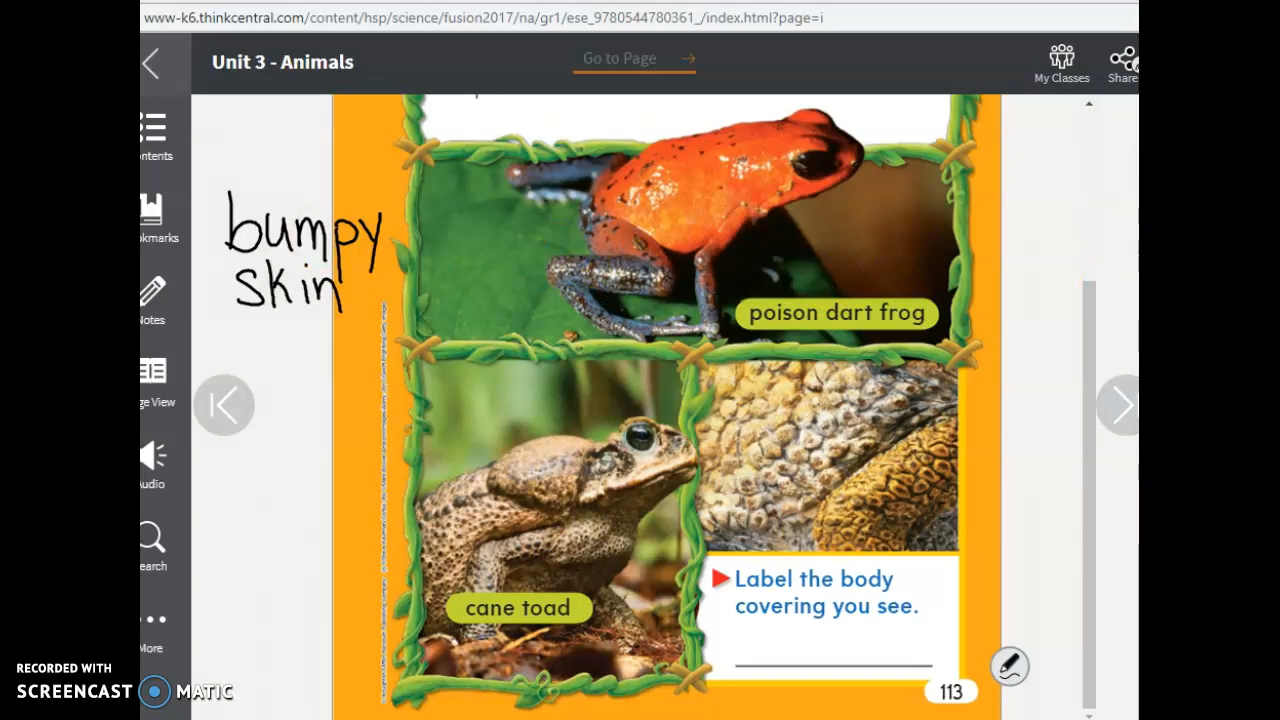 www-k6.thinkcentral.com/content/hsp/science/fusion2017/na/gr1/ese_9780544780361_/index.html?page=i
Unit 3 - Animals
Go to Page
My Classes
Share
ntents
okmarks
Notes
ge View
Audio
earch
More
bumpy
skin
poison dart frog
cane toad
Label the body
covering you see.
113
RECORDED WITH
SCREENCAST MATIC